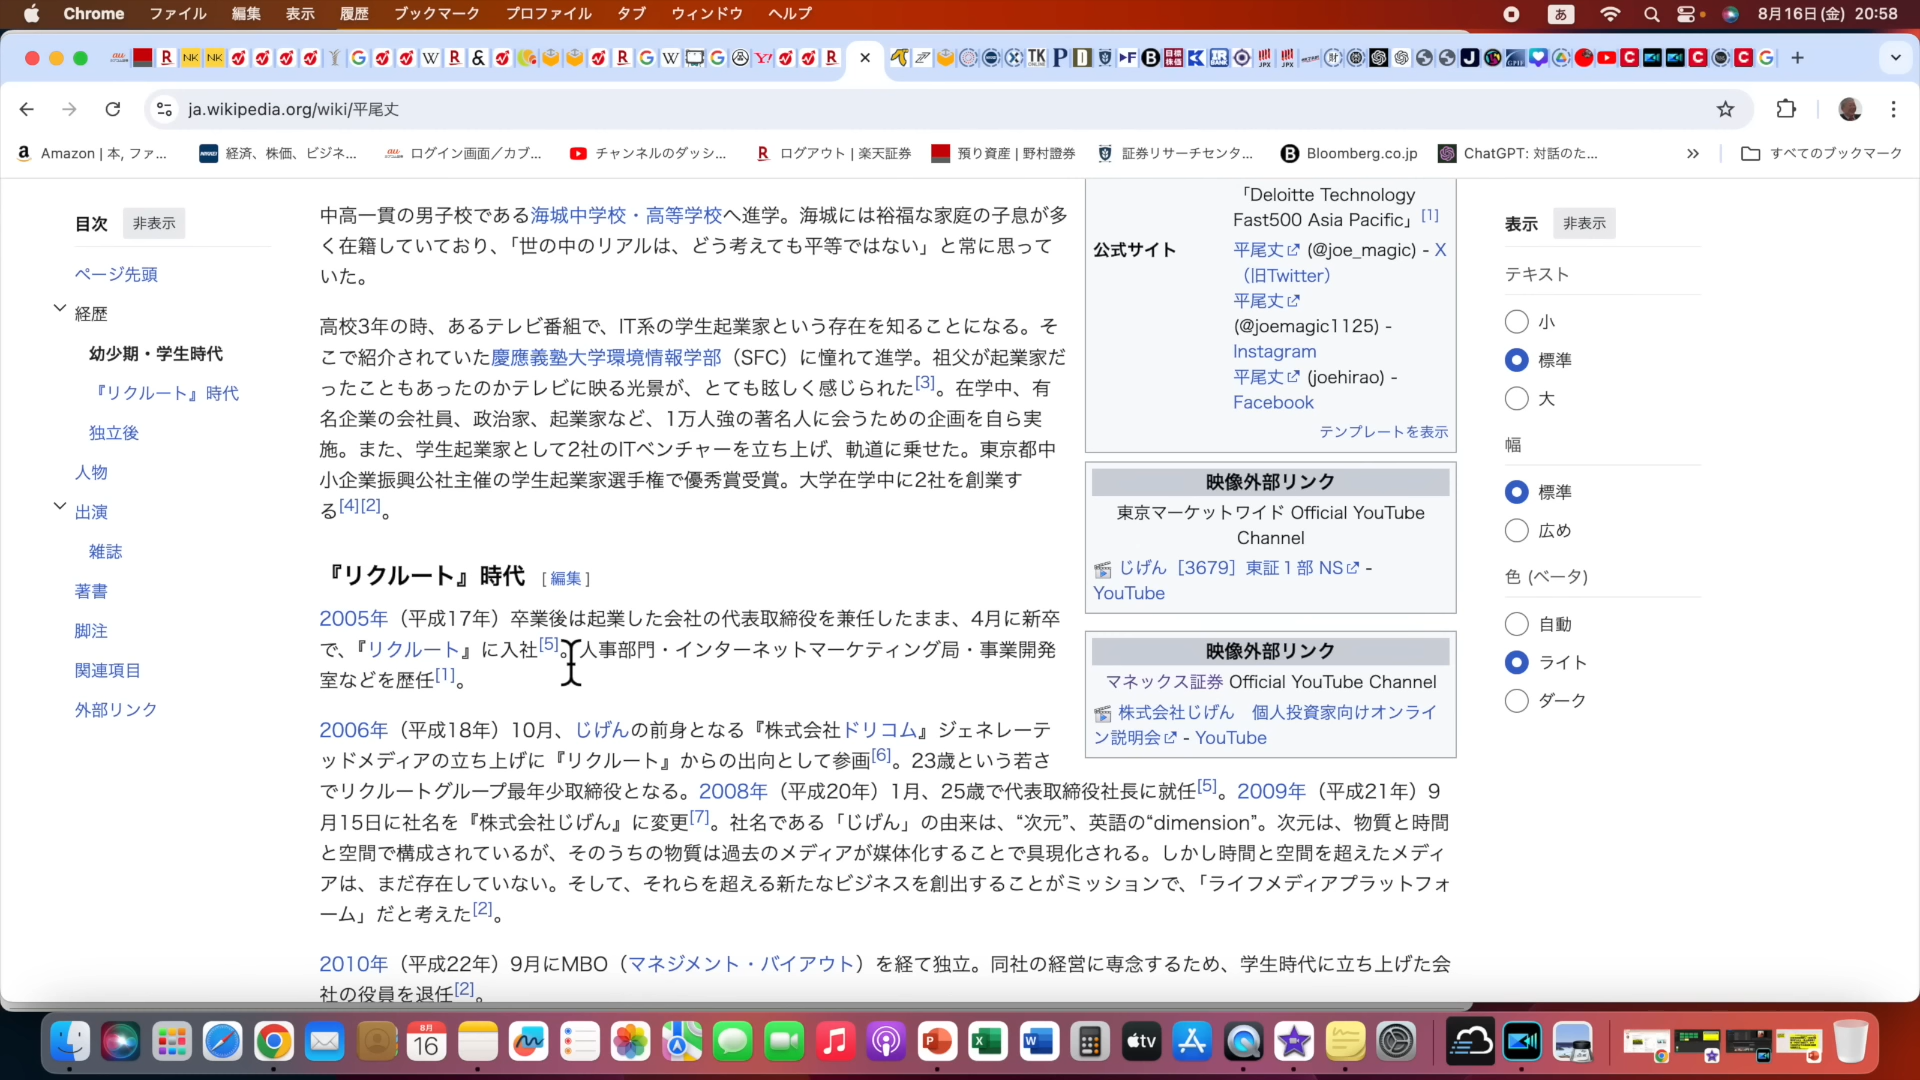 Chrome ファイル 編集 表示 履歴 ブックマーク プロファイル タブ ウィンドウ ヘルプ あ 8月16日(金) 20:58
ja.wikipedia.org/wiki/平尾丈
Amazon | 本, ファ... 経済、株価、ビジネ... ログイン画面／カブ... チャンネルのダッシ... ログアウト | 楽天証券 預り資産 | 野村證券 証券リサーチセンタ... Bloomberg.co.jp ChatGPT: 対話のた... » すべてのブックマーク
目次 非表示
ページ先頭
経歴
幼少期・学生時代
『リクルート』時代
独立後
人物
出演
雑誌
著書
脚注
関連項目
外部リンク
中高一貫の男子校である海城中学校・高等学校へ進学。海城には裕福な家庭の子息が多
く在籍しており、「世の中のリアルは、どう考えても平等ではない」と常に思って
いた。
高校3年の時、あるテレビ番組で、IT系の学生起業家という存在を知ることになる。そ
こで紹介されていた慶應義塾大学環境情報学部（SFC）に憧れて進学。祖父が起業家だ
ったこともあったのかテレビに映る光景が、とても眩しく感じられた[3]。在学中、有
名企業の会社員、政治家、起業家など、1万人強の著名人に会うための企画を自ら実
施。また、学生起業家として2社のITベンチャーを立ち上げ、軌道に乗せた。東京都中
小企業振興公社主催の学生起業家選手権で優秀賞受賞。大学在学中に2社を創業す
る[4][2]。
『リクルート』時代 [編集]
2005年（平成17年）卒業後は起業した会社の代表取締役を兼任したまま、4月に新卒
で、『リクルート』に入社[5]。人事部門・インターネットマーケティング局・事業開発
室などを歴任[1]。
2006年（平成18年）10月、じげんの前身となる『株式会社ドリコム』ジェネレーテ
ッドメディアの立ち上げに『リクルート』からの出向として参画[6]。23歳という若さ
でリクルートグループ最年少取締役となる。2008年（平成20年）1月、25歳で代表取締役社長に就任[5]。2009年（平成21年）9
月15日に社名を『株式会社じげん』に変更[7]。社名である「じげん」の由来は、“次元”、英語の“dimension”。次元は、物質と時間
と空間で構成されているが、そのうちの物質は過去のメディアが媒体化することで具現化される。しかし時間と空間を超えたメディ
アは、まだ存在していない。そして、それらを超える新たなビジネスを創出することがミッションで、「ライフメディアプラットフォ
ーム」だと考えた[2]。
2010年（平成22年）9月にMBO（マネジメント・バイアウト）を経て独立。同社の経営に専念するため、学生時代に立ち上げた会
社の役員を退任[2]。
「Deloitte Technology
Fast500 Asia Pacific」[1]
公式サイト 平尾丈 (@joe_magic) - X
（旧Twitter）
平尾丈
(@joemagic1125) -
Instagram
平尾丈 (joehirao) -
Facebook
テンプレートを表示
映像外部リンク
東京マーケットワイド Official YouTube
Channel
じげん［3679］東証１部 NS -
YouTube
映像外部リンク
マネックス証券 Official YouTube Channel
株式会社じげん 個人投資家向けオンライ
ン説明会 - YouTube
表示 非表示
テキスト
小
標準
大
幅
標準
広め
色 (ベータ)
自動
ライト
ダーク
8月
16
tv